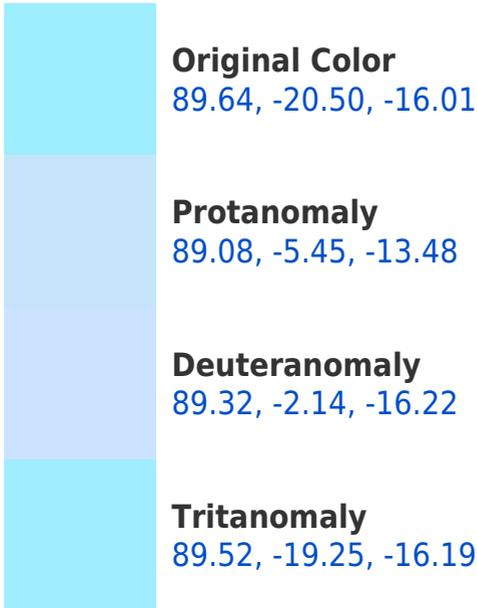 Original Color
89.64, -20.50, -16.01
Protanomaly
89.08, -5.45, -13.48
Deuteranomaly
89.32, -2.14, -16.22
Tritanomaly
89.52, -19.25, -16.19